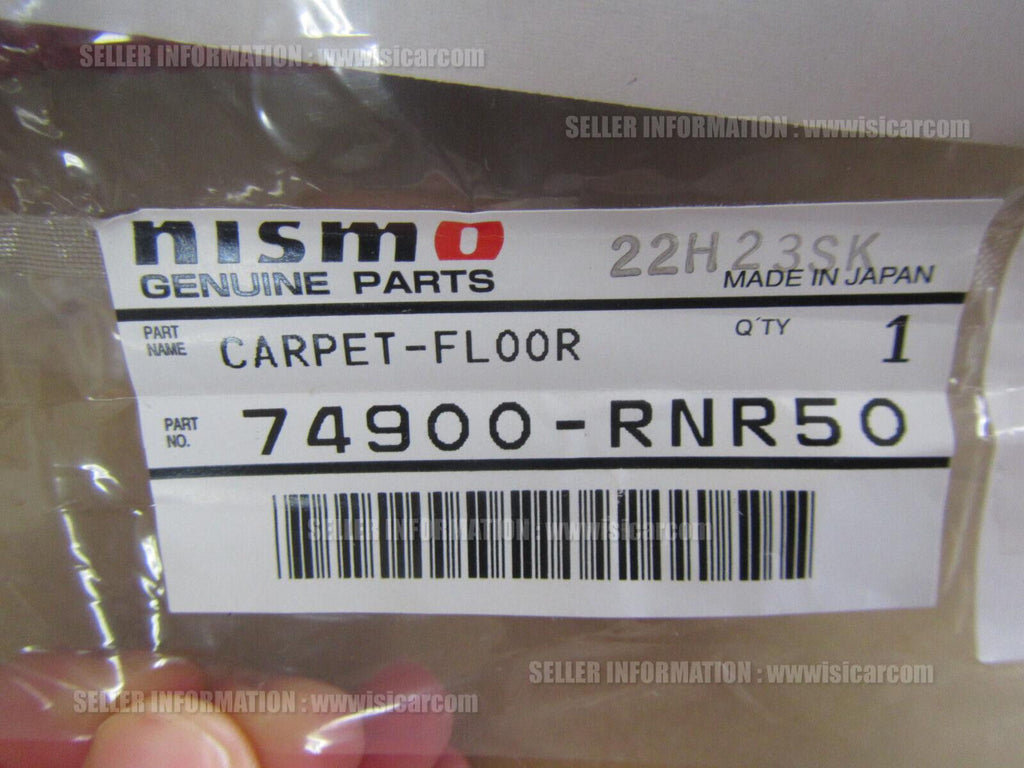 SELLER INFORMATION : wwwisicarcom
SELLER INFORMATION : wwwisicarcom
nismo
22H23SK
GENUINE PARTS
MADE IN JAPAN
PART NAME
CARPET-FLOOR
Q'TY
1
PART NO.
74900-RNR50
SELLER INFORMATION : wwwisicarcom
SELLER INFORMATION : wwwisicarcom
SELLER INFORMATION : wwwisicarcom